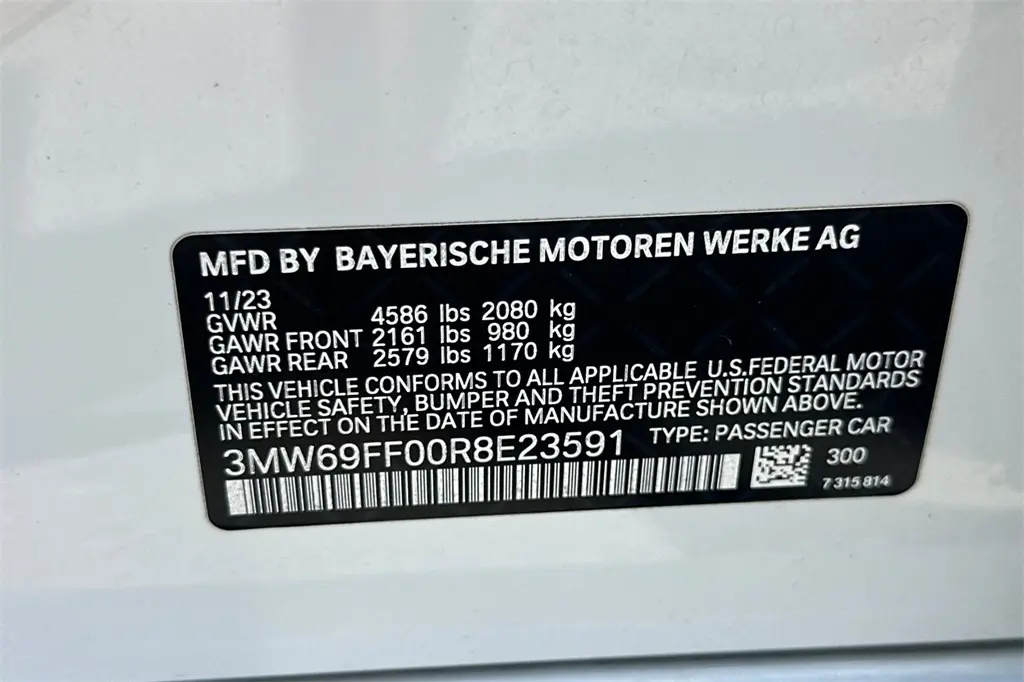 MFD BY BAYERISCHE MOTOREN WERKE AG
11/23
GVWR 4586 lbs 2080 kg
GAWR FRONT 2161 lbs 980 kg
GAWR REAR 2579 lbs 1170 kg
THIS VEHICLE CONFORMS TO ALL APPLICABLE U.S.FEDERAL MOTOR
VEHICLE SAFETY, BUMPER AND THEFT PREVENTION STANDARDS
IN EFFECT ON THE DATE OF MANUFACTURE SHOWN ABOVE.
3MW69FF00R8E23591 TYPE: PASSENGER CAR
300
7 315 814